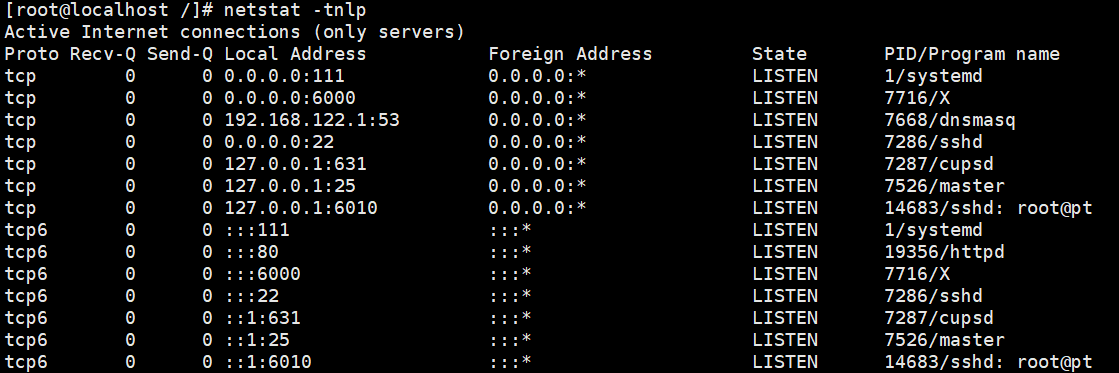 [root@localhost /]# netstat -tnlp
Active Internet connections (only servers)
Proto Recv-Q Send-Q Local Address           Foreign Address         State       PID/Program name
tcp        0      0 0.0.0.0:111             0.0.0.0:*               LISTEN      1/systemd
tcp        0      0 0.0.0.0:6000            0.0.0.0:*               LISTEN      7716/X
tcp        0      0 192.168.122.1:53        0.0.0.0:*               LISTEN      7668/dnsmasq
tcp        0      0 0.0.0.0:22              0.0.0.0:*               LISTEN      7286/sshd
tcp        0      0 127.0.0.1:631           0.0.0.0:*               LISTEN      7287/cupsd
tcp        0      0 127.0.0.1:25            0.0.0.0:*               LISTEN      7526/master
tcp        0      0 127.0.0.1:6010          0.0.0.0:*               LISTEN      14683/sshd: root@pt
tcp6       0      0 :::111                  :::*                    LISTEN      1/systemd
tcp6       0      0 :::80                   :::*                    LISTEN      19356/httpd
tcp6       0      0 :::6000                 :::*                    LISTEN      7716/X
tcp6       0      0 :::22                   :::*                    LISTEN      7286/sshd
tcp6       0      0 ::1:631                 :::*                    LISTEN      7287/cupsd
tcp6       0      0 ::1:25                  :::*                    LISTEN      7526/master
tcp6       0      0 ::1:6010                :::*                    LISTEN      14683/sshd: root@pt